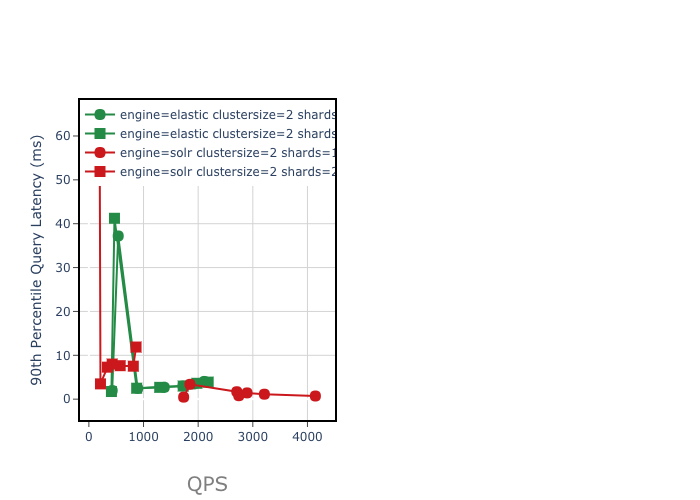 engine=elastic clustersize=2 shards
engine=elastic clustersize=2 shards
engine=solr clustersize=2 shards=1
engine=solr clustersize=2 shards=2
90th Percentile Query Latency (ms)
60
50
40
30
20
10
0
0 1000 2000 3000 4000
QPS